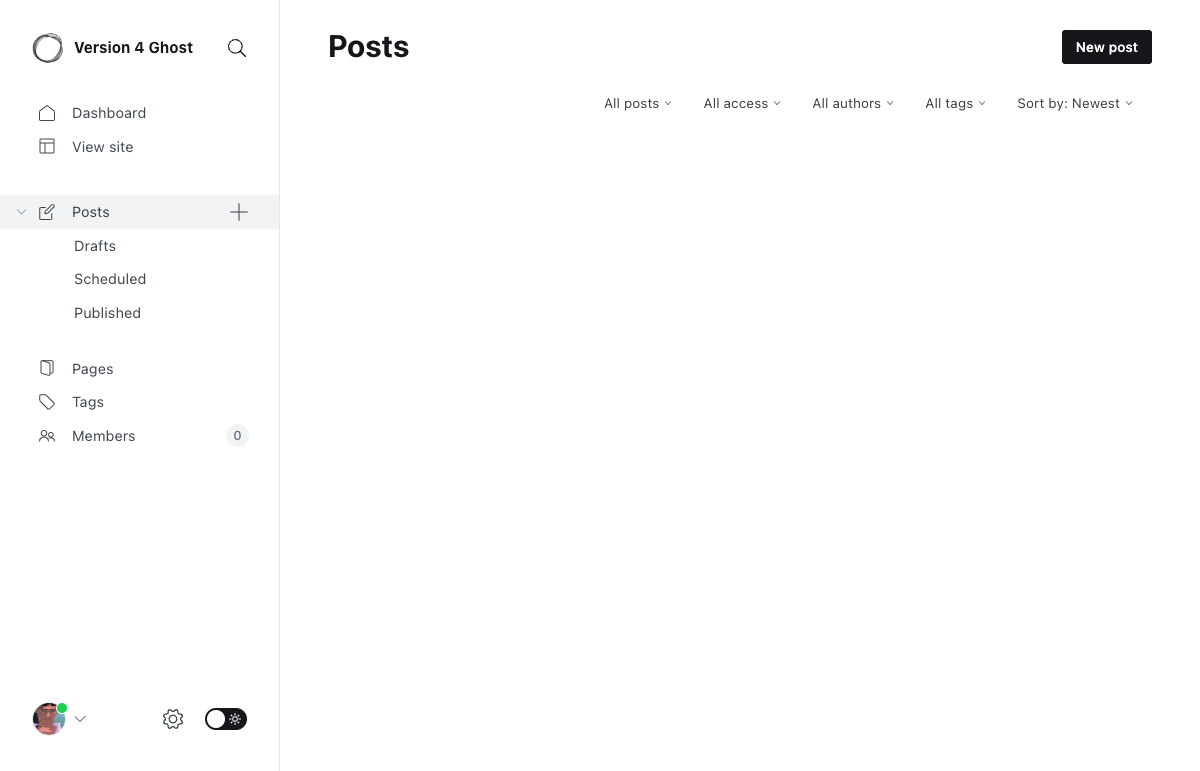 Version 4 Ghost
Dashboard
View site
Posts
Drafts
Scheduled
Published
Pages
Tags
Members 0
Posts
New post
All posts All access All authors All tags Sort by: Newest